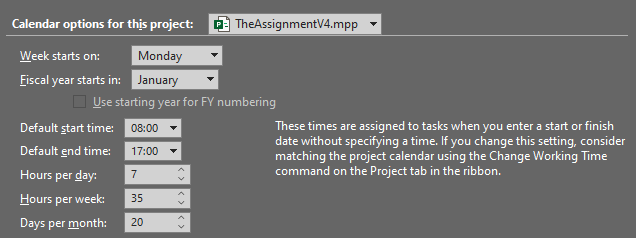 Calendar options for this project: TheAssignmentV4.mpp
Week starts on: Monday
Fiscal year starts in: January
Use starting year for FY numbering
Default start time: 08:00
Default end time: 17:00
Hours per day: 7
Hours per week: 35
Days per month: 20
These times are assigned to tasks when you enter a start or finish
date without specifying a time. If you change this setting, consider
matching the project calendar using the Change Working Time
command on the Project tab in the ribbon.